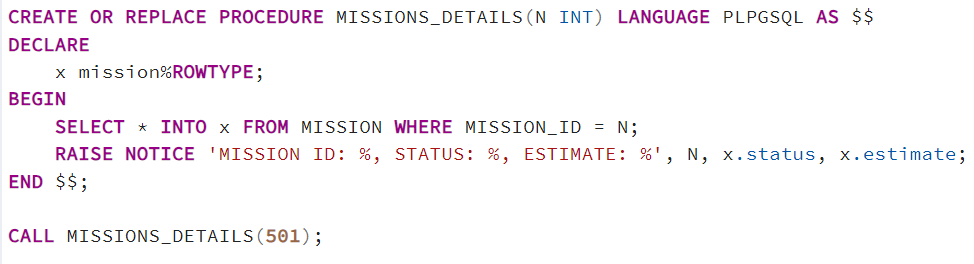 CREATE OR REPLACE PROCEDURE MISSIONS_DETAILS(N INT) LANGUAGE PLPGSQL AS $$
DECLARE
    x mission%ROWTYPE;
BEGIN
    SELECT * INTO x FROM MISSION WHERE MISSION_ID = N;
    RAISE NOTICE 'MISSION ID: %, STATUS: %, ESTIMATE: %', N, x.status, x.estimate;
END $$;

CALL MISSIONS_DETAILS(501);